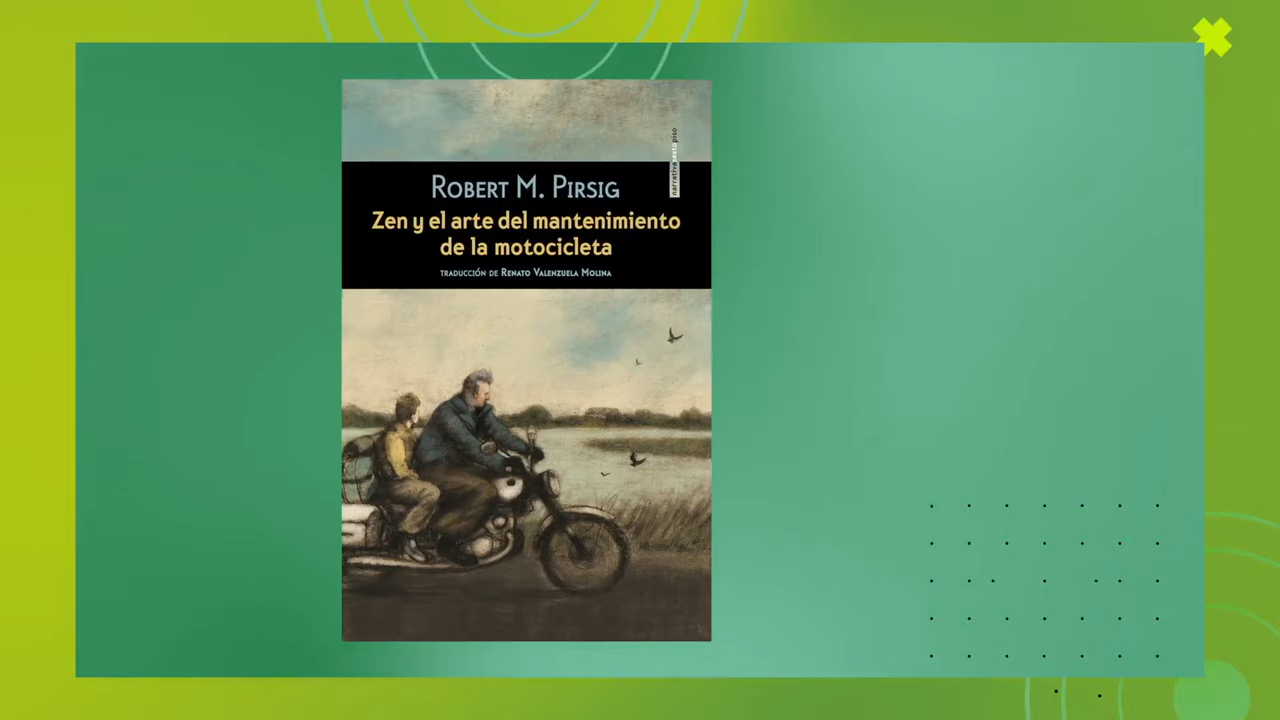 narrativa sexto piso
ROBERT M. PIRSIG
Zen y el arte del mantenimiento
de la motocicleta
TRADUCCIÓN DE RENATO VALENZUELA MOLINA